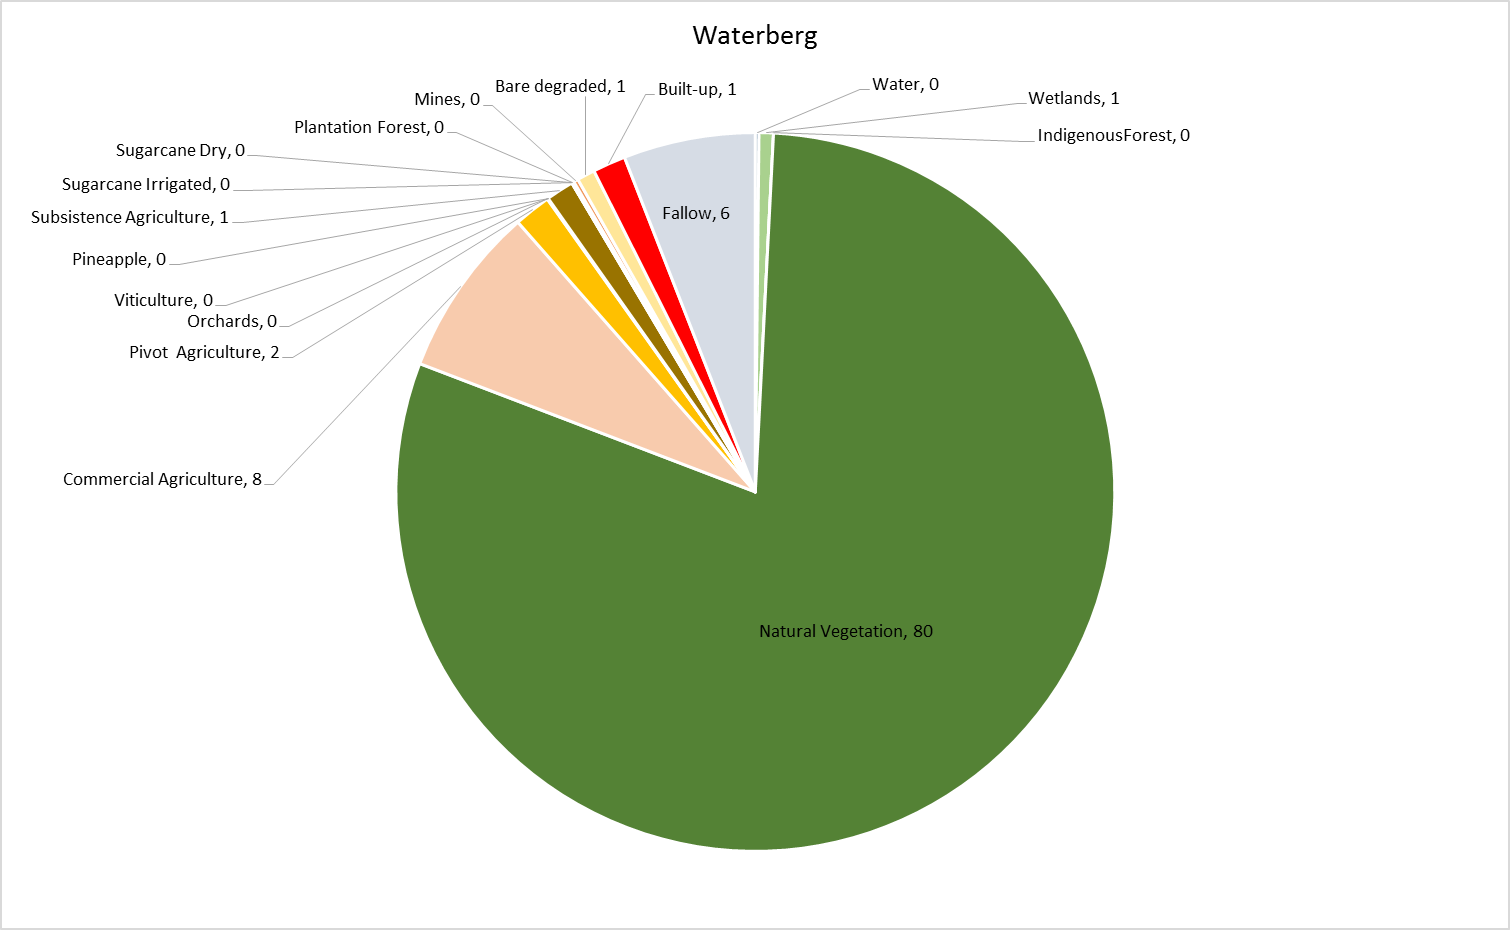 Waterberg
Bare degraded, 1
Built-up, 1
Water, 0
Mines, 0
Wetlands, 1
Plantation Forest, 0
IndigenousForest, 0
Sugarcane Dry, 0
Sugarcane Irrigated, 0
Subsistence Agriculture, 1
Fallow, 6
Pineapple, 0
Viticulture, 0
Orchards, 0
Pivot  Agriculture, 2
Commercial Agriculture, 8
Natural Vegetation, 80